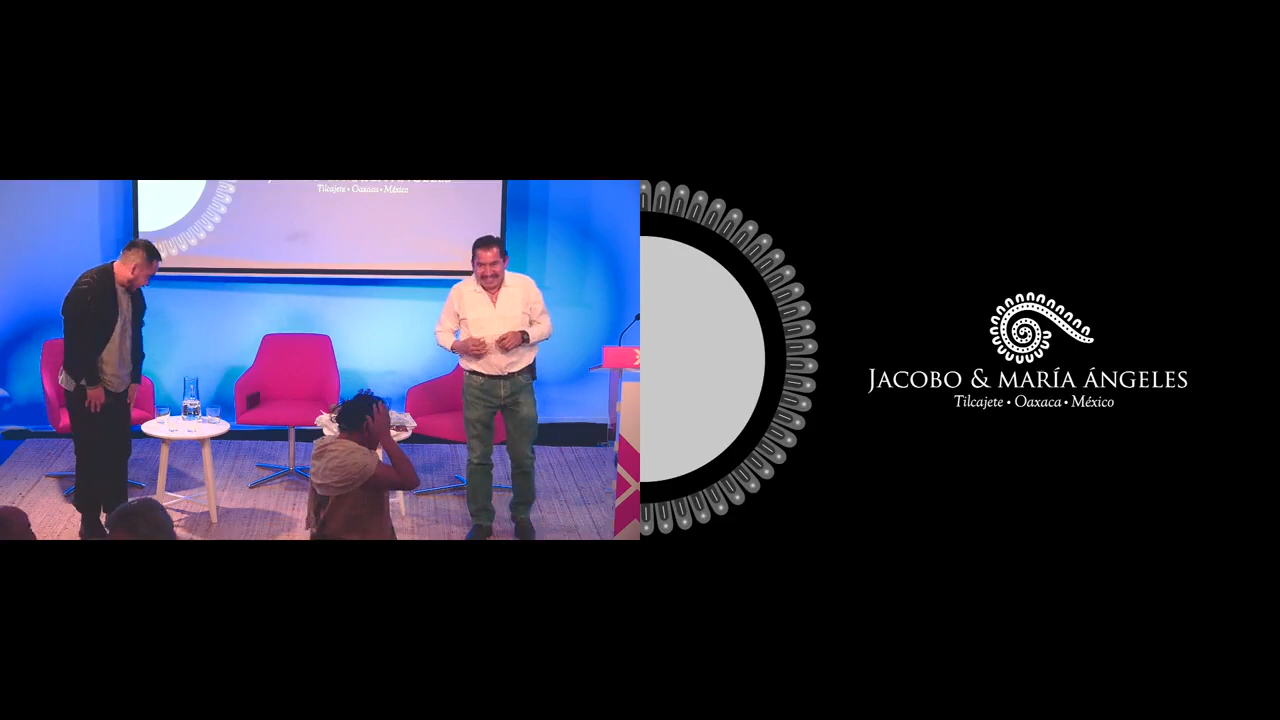 Tilcajete • Oaxaca • México
JACOBO & MARÍA ÁNGELES
Tilcajete • Oaxaca • México